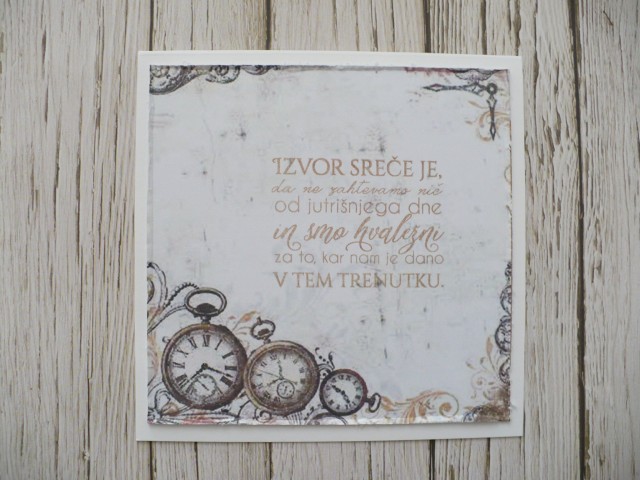 IZVOR SREČE JE,
da ne zahtevamo nič
od jutrišnjega dne
in smo hvaležni
za to, kar nam je dano
V TEM TRENUTKU.